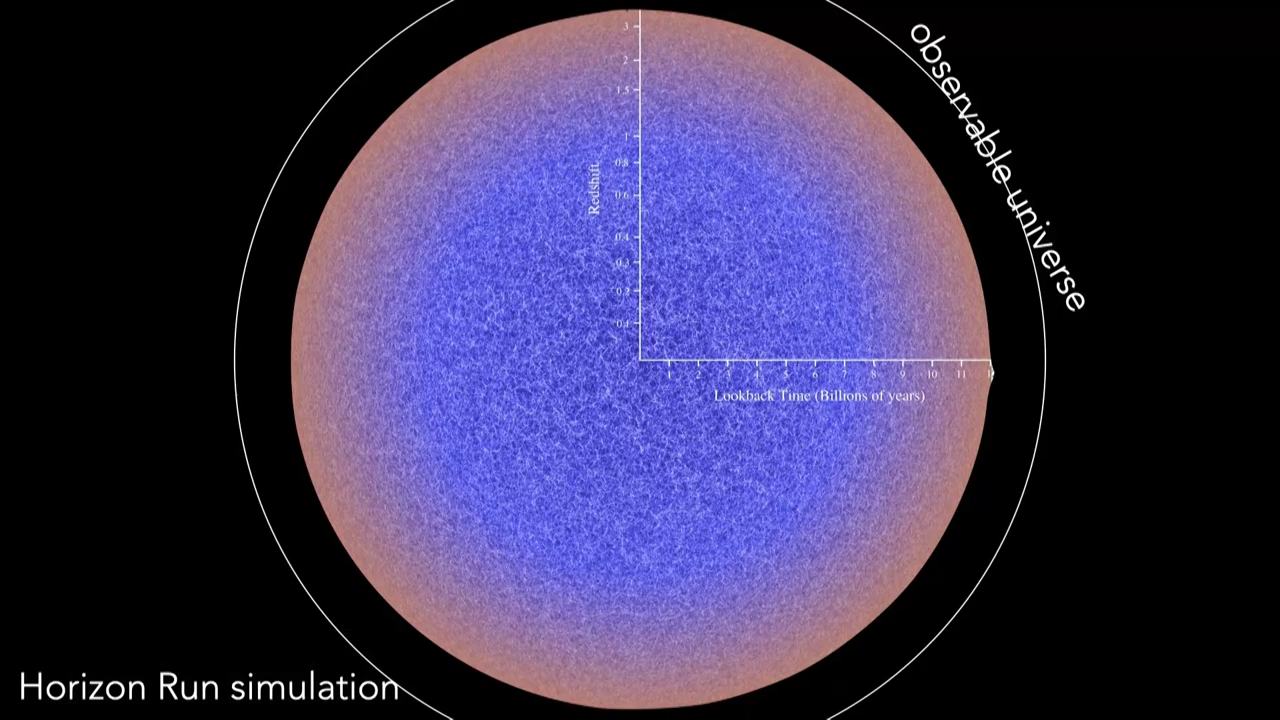 observable universe
3
2
1.5
1
0.8
0.6
0.4
0.3
0.2
0.1
Redshift
1 2 3 4 5 6 7 8 9 10 11
Lookback Time (Billions of years)
Horizon Run simulation